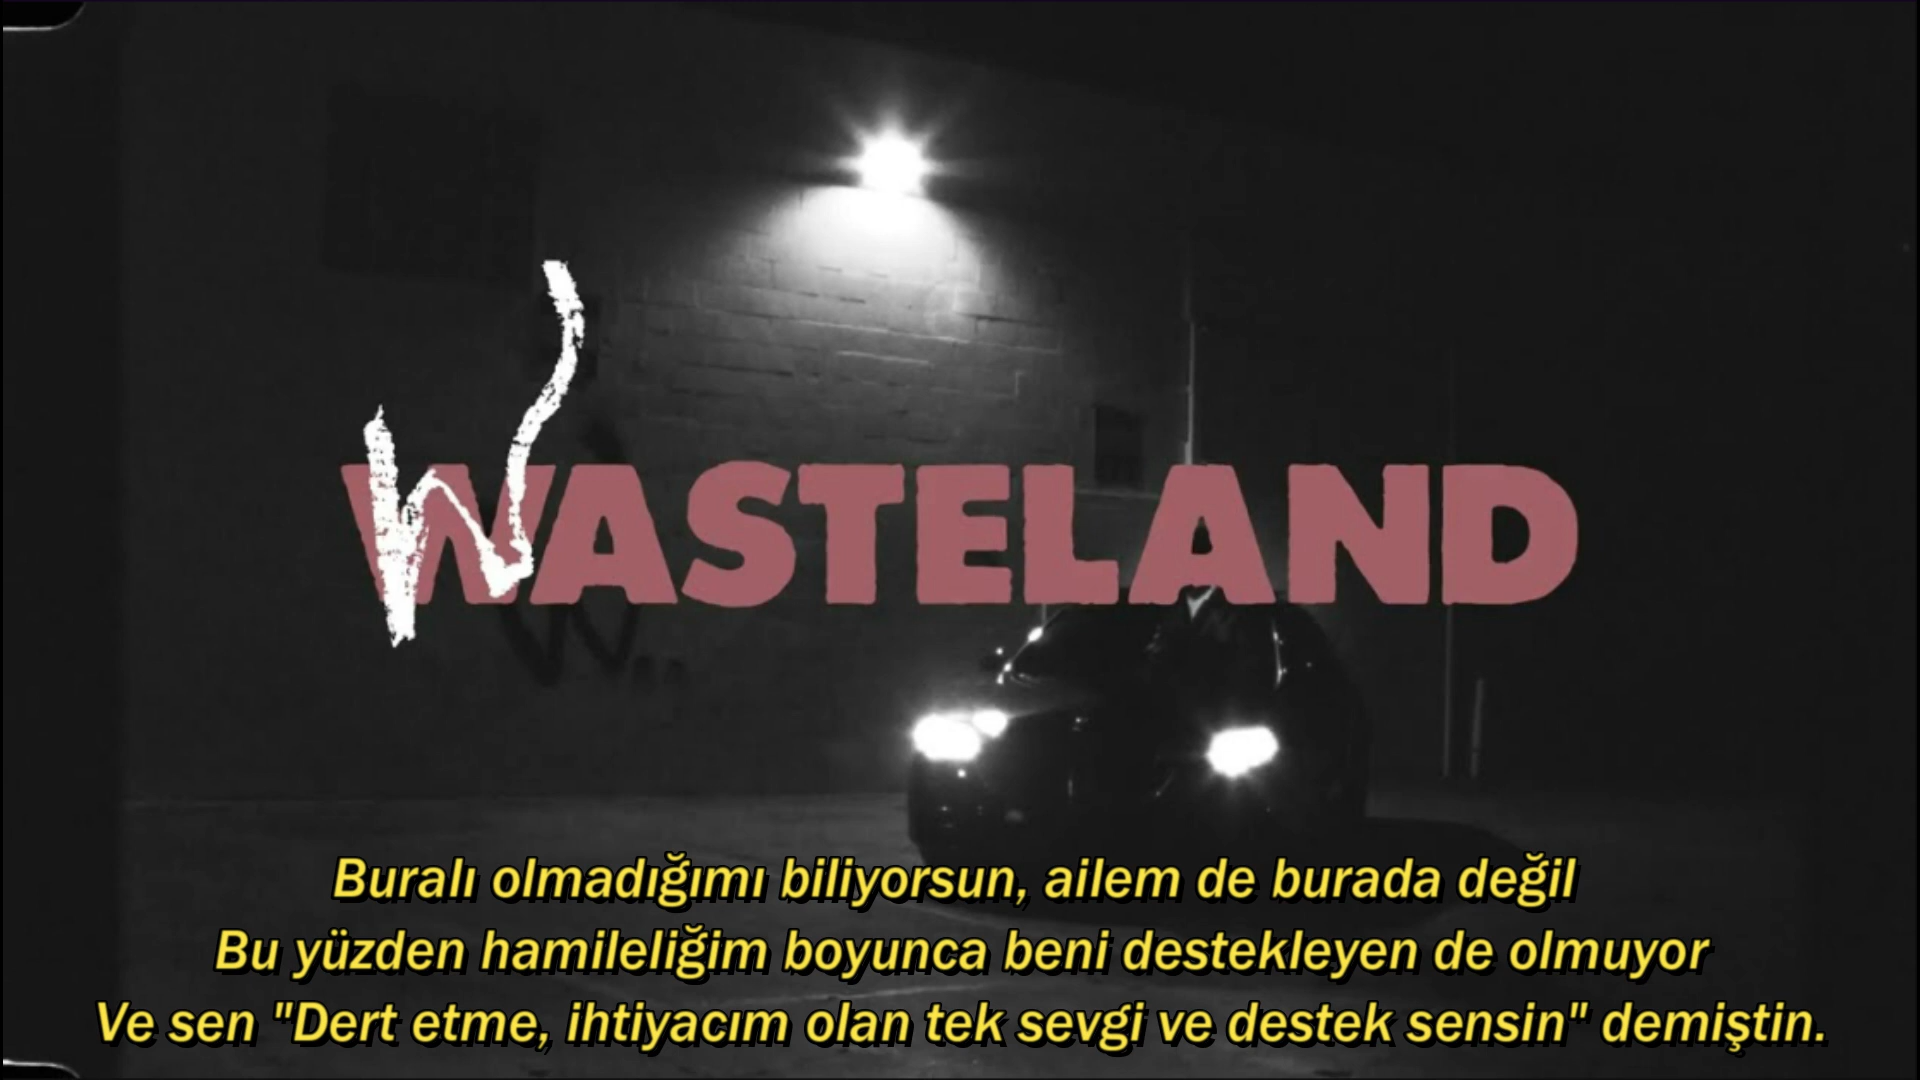 W
WASTELAND
Buralı olmadığımı biliyorsun, ailem de burada değil
Bu yüzden hamileliğim boyunca beni destekleyen de olmuyor
Ve sen "Dert etme, ihtiyacım olan tek sevgi ve destek sensin" demiştin.